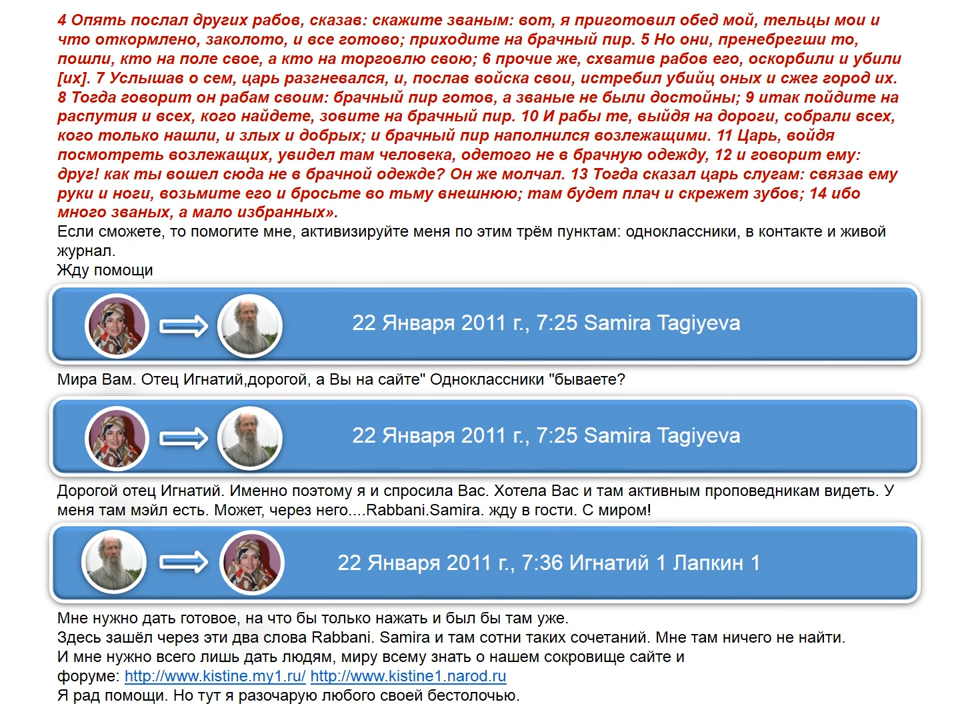 4 Опять послал других рабов, сказав: скажите званым: вот, я приготовил обед мой, тельцы мои и
что откормлено, заколото, и все готово; приходите на брачный пир. 5 Но они, пренебрегши то,
пошли, кто на поле свое, а кто на торговлю свою; 6 прочие же, схватив рабов его, оскорбили и убили
[их]. 7 Услышав о сем, царь разгневался, и, послав войска свои, истребил убийц оных и сжег город их.
8 Тогда говорит он рабам своим: брачный пир готов, а званые не были достойны; 9 итак пойдите на
распутия и всех, кого найдете, зовите на брачный пир. 10 И рабы те, выйдя на дороги, собрали всех,
кого только нашли, и злых и добрых; и брачный пир наполнился возлежащими. 11 Царь, войдя
посмотреть возлежащих, увидел там человека, одетого не в брачную одежду, 12 и говорит ему:
друг! как ты вошел сюда не в брачной одежде? Он же молчал. 13 Тогда сказал царь слугам: связав ему
руки и ноги, возьмите его и бросьте во тьму внешнюю; там будет плач и скрежет зубов; 14 ибо
много званых, а мало избранных».
Если сможете, то помогите мне, активизируйте меня по этим трём пунктам: одноклассники, в контакте и живой
журнал.
Жду помощи
22 Января 2011 г., 7:25 Samira Tagiyeva
Мира Вам. Отец Игнатий,дорогой, а Вы на сайте" Одноклассники "бываете?
22 Января 2011 г., 7:25 Samira Tagiyeva
Дорогой отец Игнатий. Именно поэтому я и спросила Вас. Хотела Вас и там активным проповедникам видеть. У
меня там мэйл есть. Может, через него....Rabbani.Samira. жду в гости. С миром!
22 Января 2011 г., 7:36 Игнатий 1 Лапкин 1
Мне нужно дать готовое, на что бы только нажать и был бы там уже.
Здесь зашёл через эти два слова Rabbani. Samira и там сотни таких сочетаний. Мне там ничего не найти.
И мне нужно всего лишь дать людям, миру всему знать о нашем сокровище сайте и
форуме: http://www.kistine.my1.ru/ http://www.kistine1.narod.ru
Я рад помощи. Но тут я разочарую любого своей бестолочью.